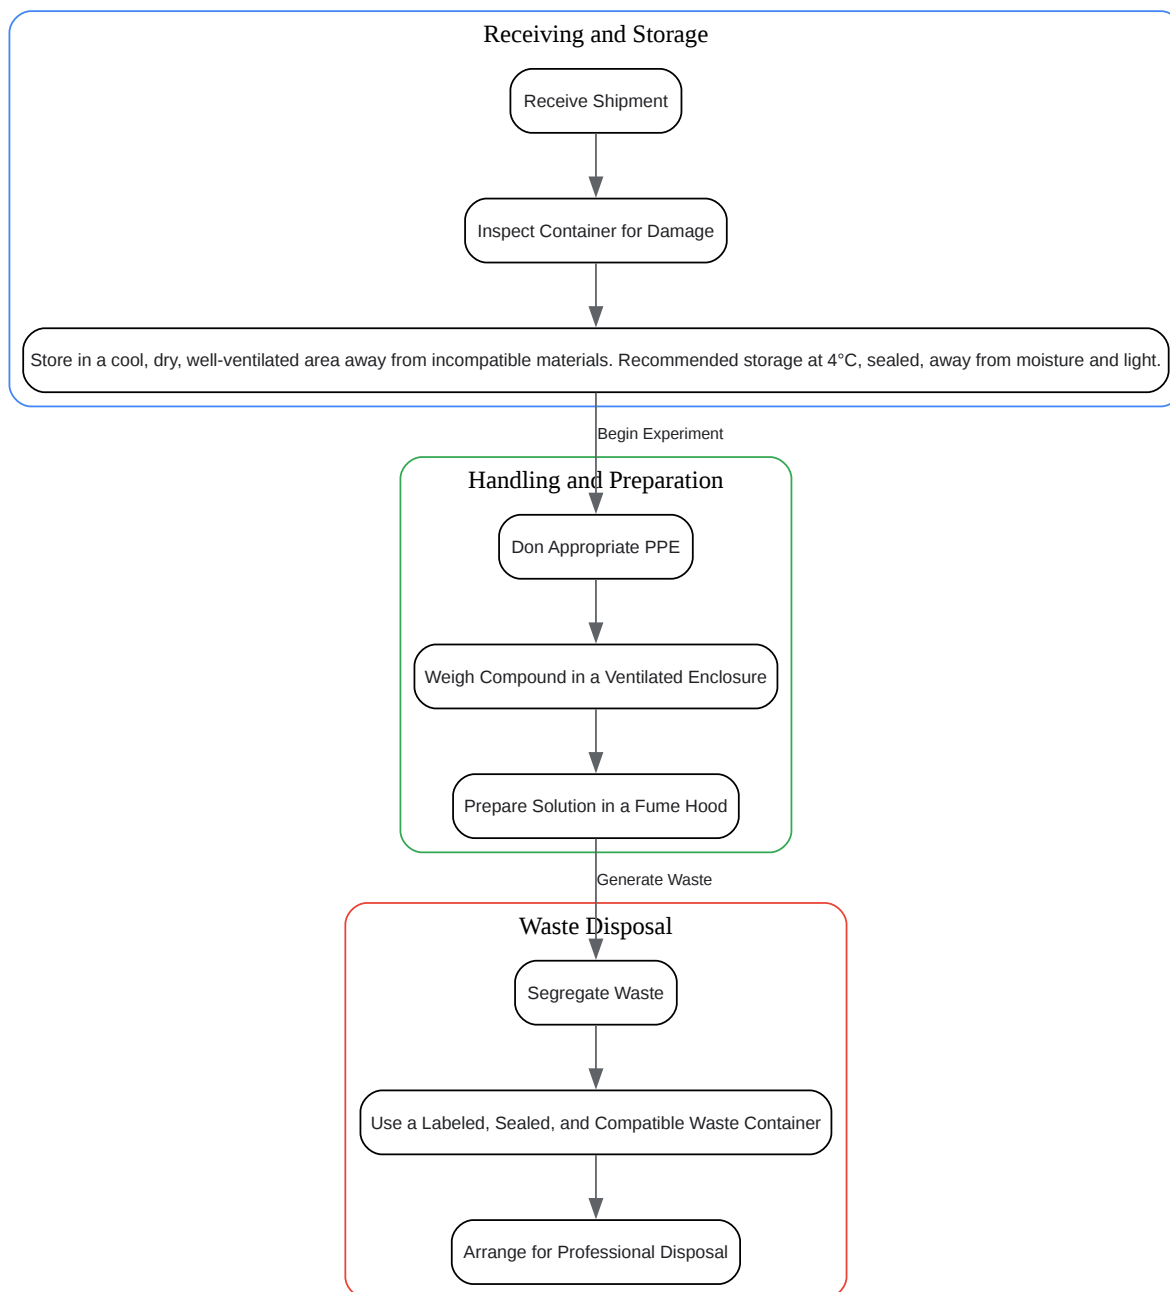 Receiving and Storage
Receive Shipment
Inspect Container for Damage
Store in a cool, dry, well-ventilated area away from incompatible materials. Recommended storage at 4°C, sealed, away from moisture and light.
Begin Experiment
Handling and Preparation
Don Appropriate PPE
Weigh Compound in a Ventilated Enclosure
Prepare Solution in a Fume Hood
Generate Waste
Waste Disposal
Segregate Waste
Use a Labeled, Sealed, and Compatible Waste Container
Arrange for Professional Disposal